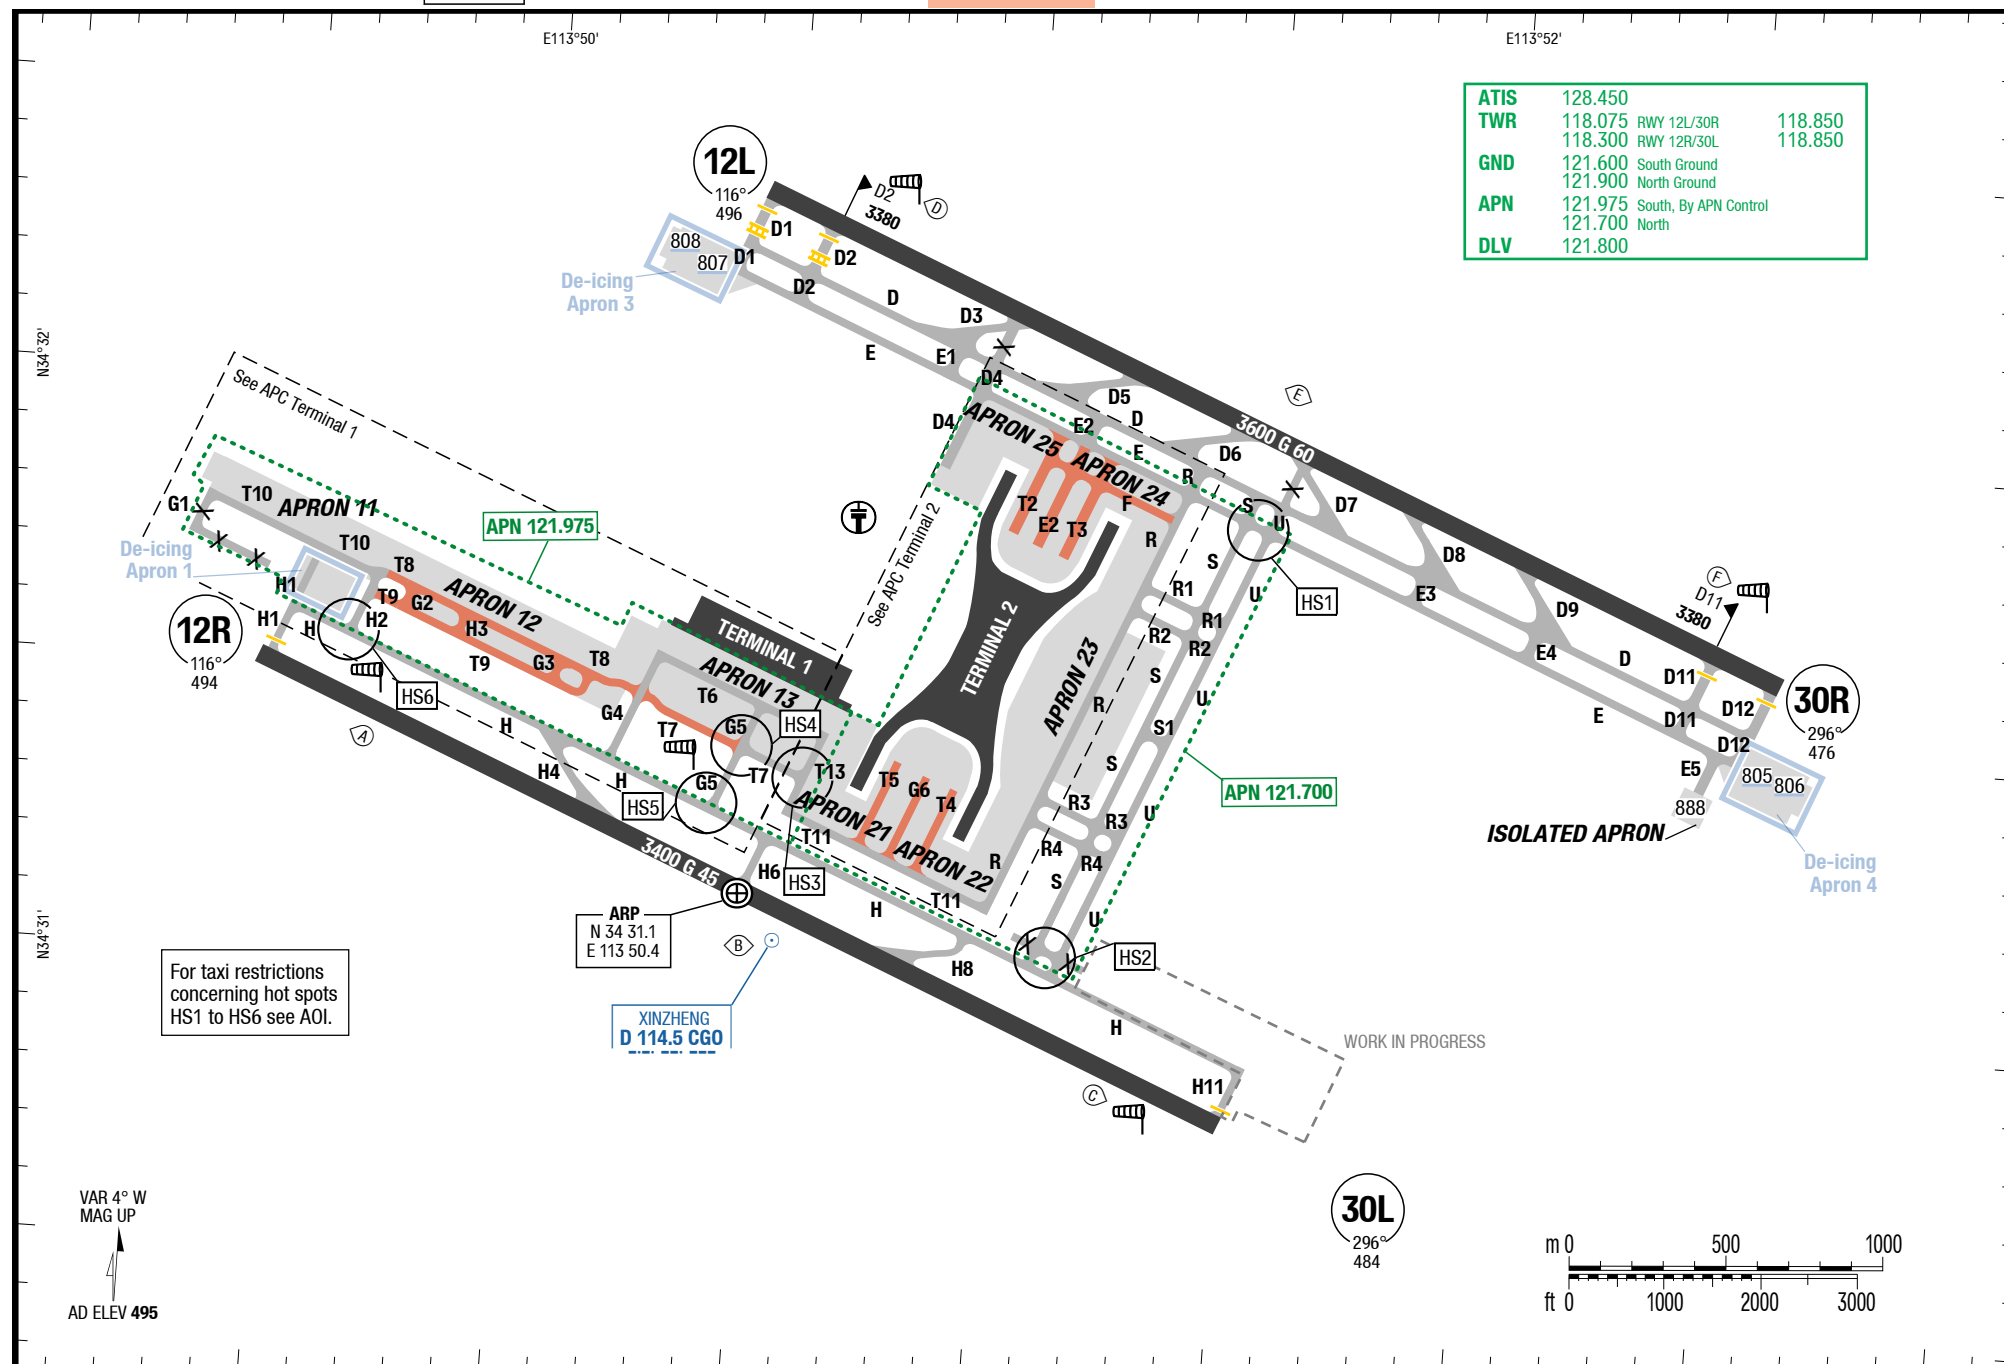 E113°50'
E113°52'
ATIS 128.450
TWR 118.075 RWY 12L/30R 118.850
118.300 RWY 12R/30L 118.850
GND 121.600 South Ground
121.900 North Ground
APN 121.975 South, By APN Control
121.700 North
DLV 121.800
12L
116°
496
D2
3380
D
D1
D2
808
807
D1
D2
De-icing
Apron 3
D
D3
E
E1
N34°32'
See APC Terminal 1
D4
D5
D
E
3600 G 60
D4
APRON 25
E2
E
D6
APRON 24
R
S
U
D7
D8
T10
APRON 11
G1
T10
APN 121.975
T
See APC Terminal 2
T2
E2
T3
F
R
S
HS1
U
E3
D9
F
D11
3380
De-icing
Apron 1
H1
T8
T9
G2
APRON 12
H3
H1
H
H2
12R
116°
494
T9
G3
T8
HS6
TERMINAL 1
APRON 13
T6
TERMINAL 2
R1
R1
R2
R2
APRON 23
S
R
U
S1
E4
D
D11
D12
30R
296°
476
E
D11
D12
E5
805
806
888
ISOLATED APRON
De-icing
Apron 4
A
H
G4
T7
G5
HS4
H4
H
HS5
G5
T7
T13
T5
G6
T4
APRON 21
T11
APRON 22
R
S
R3
R3
U
R4
R4
S
APN 121.700
3400 G 45
H6
HS3
H
T11
U
ARP
N 34 31.1
E 113 50.4
B
H8
HS2
N34°31'
For taxi restrictions
concerning hot spots
HS1 to HS6 see AOI.
XINZHENG
D 114.5 CGO
H
WORK IN PROGRESS
H11
C
30L
296°
484
VAR 4° W
MAG UP
AD ELEV 495
m 0 500 1000
ft 0 1000 2000 3000